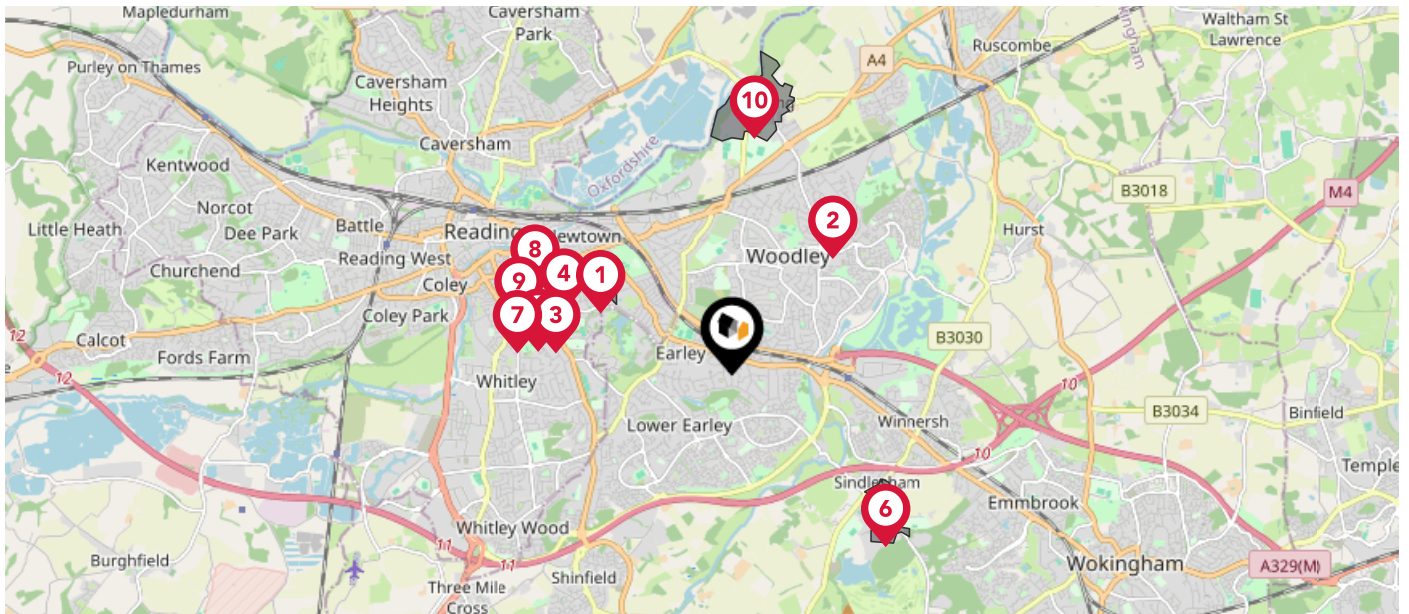 Mapledurham
Caversham
Park
Waltham St
Lawrence
Ruscombe
A4
Purley on Thames
Caversham
Heights
10
Caversham
Oxfordshire
Kentwood
B3018
M4
Norcot
Battle
Reading
Newtown
2
Little Heath
Dee Park
Reading West
8
Woodley
Hurst
Churchend
Coley
9
4
1
Coley Park
7
3
12
Calcot
Fords Farm
Earley
B3030
12
Whitley
10
B3034
Binfield
Lower Earley
Winnersh
10
Temple
Sindlesham
6
Emmbrook
Whitley Wood
11
11
Burghfield
Shinfield
Three Mile
Cross
Wokingham
A329(M)